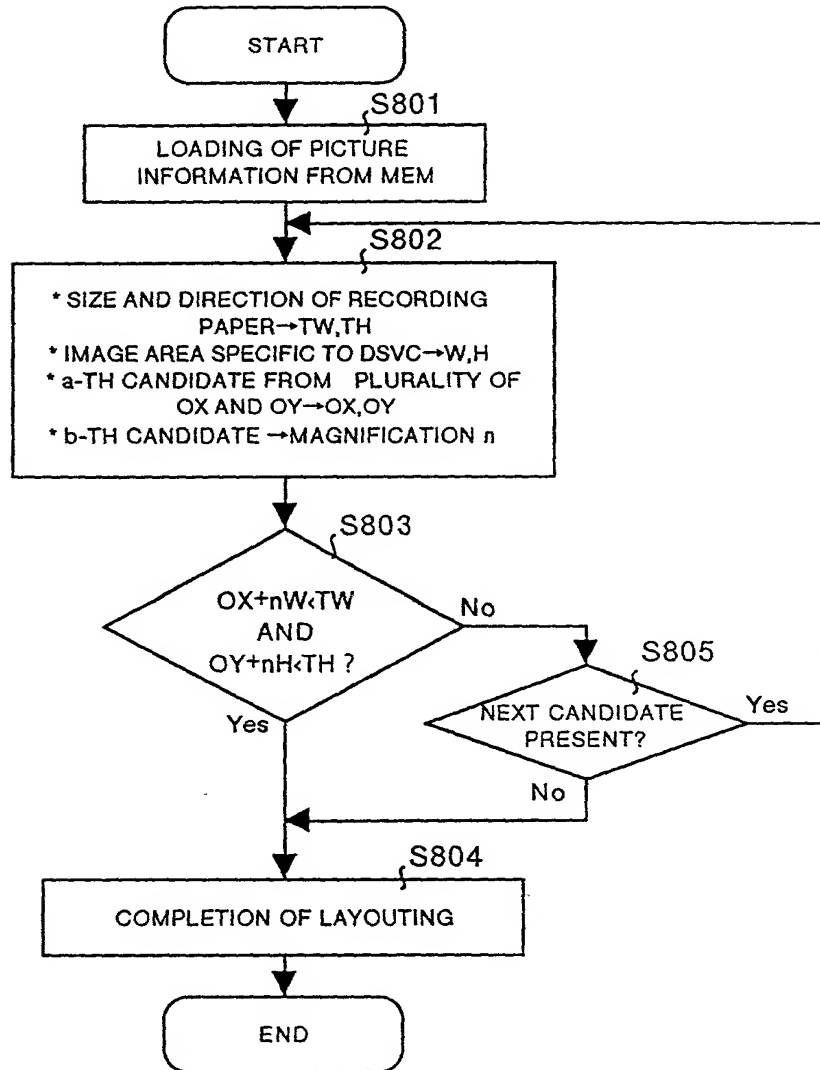 START
S801
LOADING OF PICTURE
INFORMATION FROM MEM
S802
* SIZE AND DIRECTION OF RECORDING
PAPER→TW,TH
* IMAGE AREA SPECIFIC TO DSVC→W,H
* a-TH CANDIDATE FROM PLURALITY OF
OX AND OY→OX,OY
* b-TH CANDIDATE →MAGNIFICATION n
S803
OX+nW<TW
AND
OY+nH<TH ?
No
Yes
S805
NEXT CANDIDATE
PRESENT?
Yes
No
S804
COMPLETION OF LAYOUTING
END